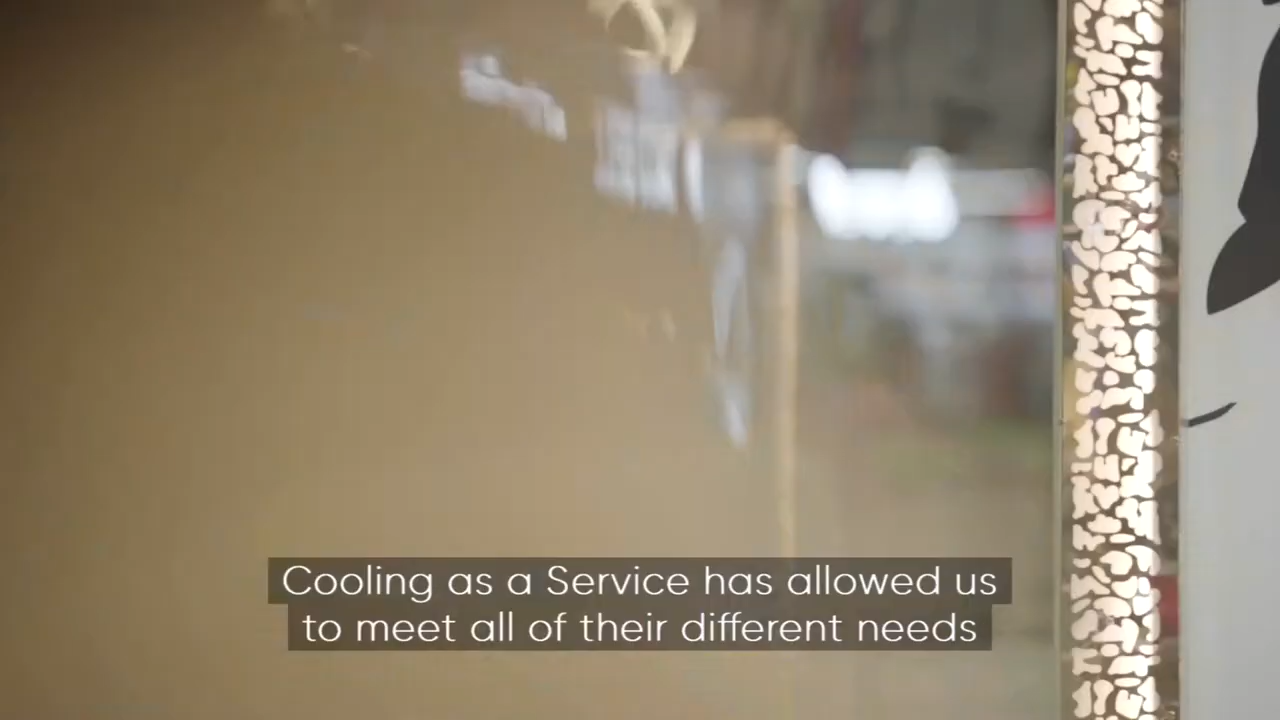 Cooling as a Service has allowed us
to meet all of their different needs